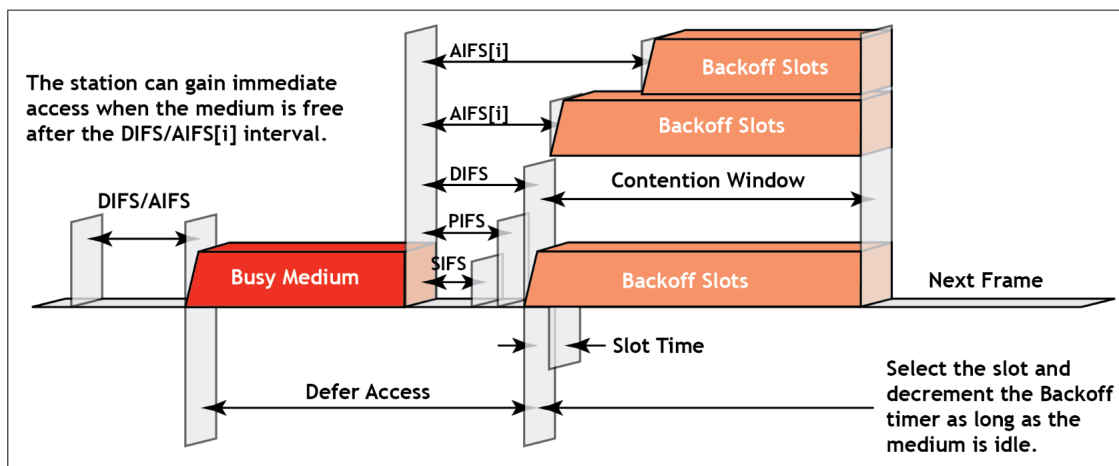 The station can gain immediate
access when the medium is free
after the DIFS/AIFS[i] interval.
AIFS[i]
Backoff Slots
AIFS[i]
Backoff Slots
DIFS
Contention Window
DIFS/AIFS
PIFS
Busy Medium
SIFS
Backoff Slots
Next Frame
Slot Time
Defer Access
Select the slot and
decrement the Backoff
timer as long as the
medium is idle.